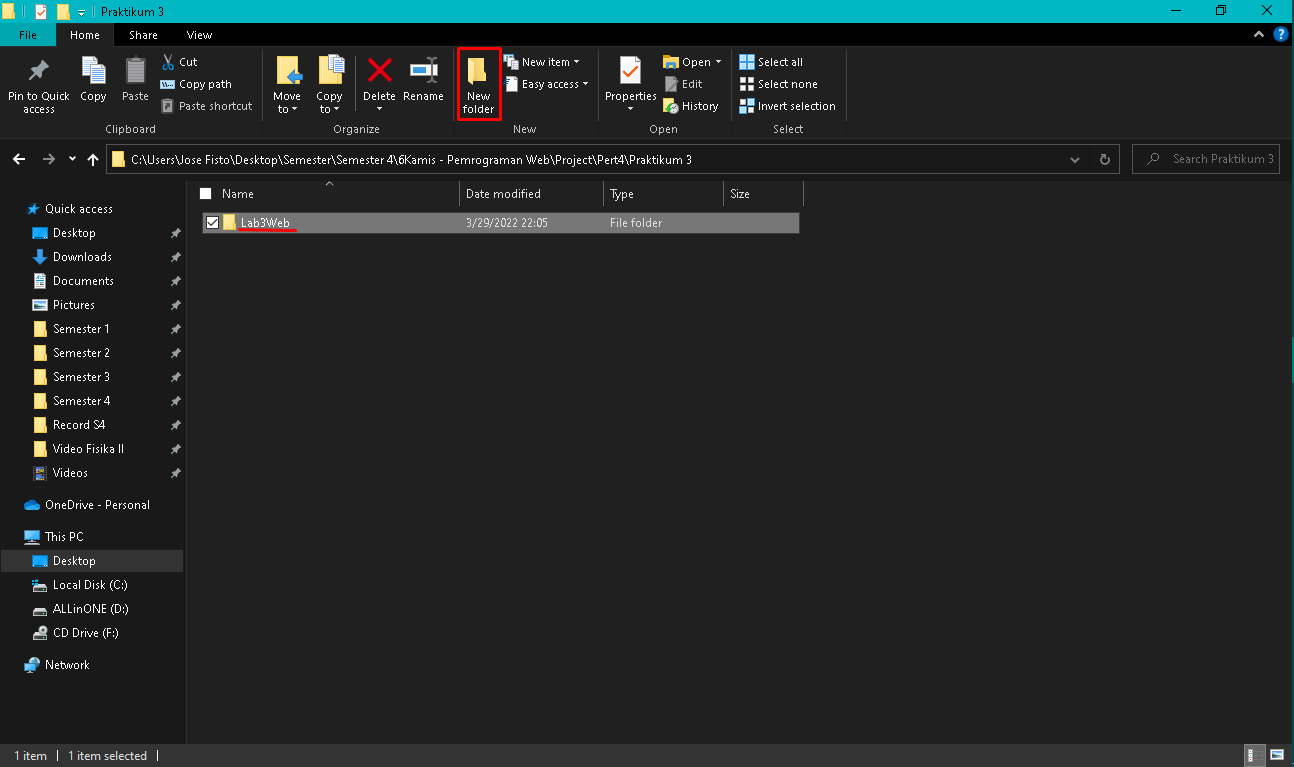 Praktikum 3
File Home Share View
Pin to Quick access
Copy
Paste
Cut
Copy path
Paste shortcut
Clipboard
Move to
Copy to
Delete
Rename
Organize
New folder
New item
Easy access
New
Properties
Open
Edit
History
Open
Select all
Select none
Invert selection
Select
C:\Users\Jose Fisto\Desktop\Semester\Semester 4\6Kamis - Pemrograman Web\Project\Pert4\Praktikum 3
Search Praktikum 3
Name Date modified Type Size
Lab3Web 3/29/2022 22:05 File folder
Quick access
Desktop
Downloads
Documents
Pictures
Semester 1
Semester 2
Semester 3
Semester 4
Record S4
Video Fisika II
Videos
OneDrive - Personal
This PC
Desktop
Local Disk (C:)
ALLinONE (D:)
CD Drive (F:)
Network
1 item 1 item selected